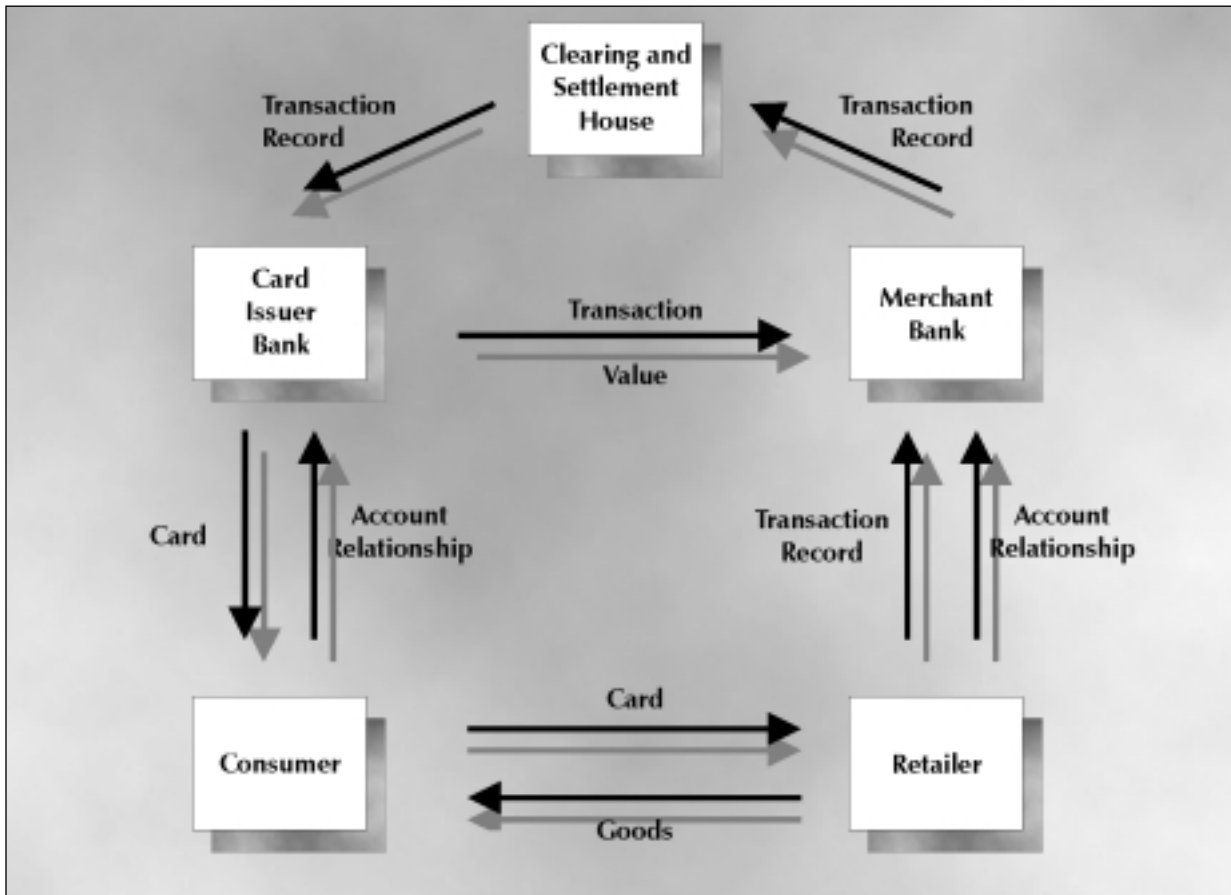 Clearing and
Settlement
House
Transaction
Record
Transaction
Record
Card
Issuer
Bank
Transaction
Value
Merchant
Bank
Card
Account
Relationship
Transaction
Record
Account
Relationship
Consumer
Card
Goods
Retailer